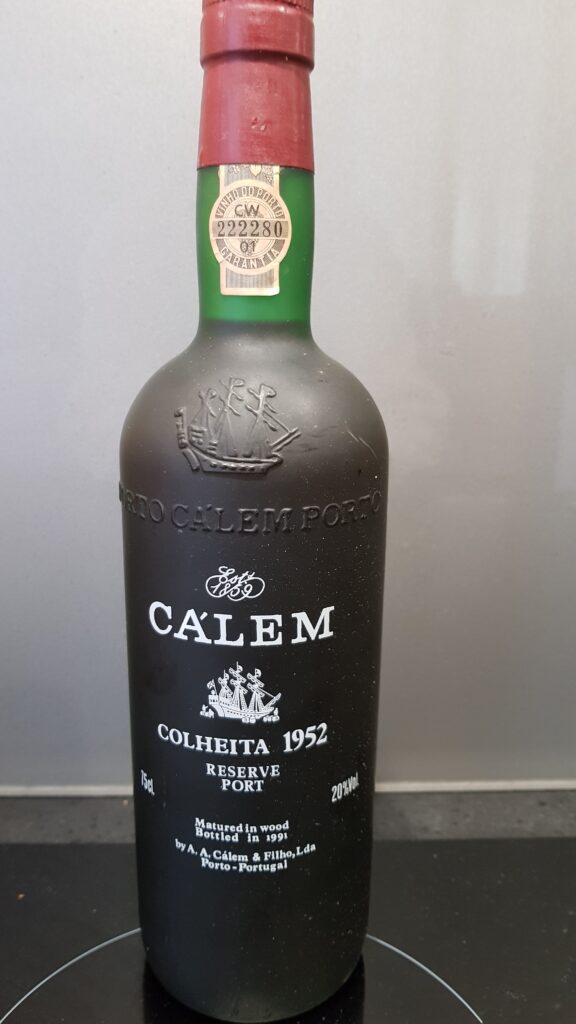 VINHO DO PORTO
CW
222280
01
GARANTIA
PORTO CÁLEM PORTO
Estd
1859
CÁLEM
COLHEITA 1952
RESERVE
PORT
75cl.
20%Vol.
Matured in wood
Bottled in 1991
by A. A. Cálem & Filho, Lda
Porto-Portugal